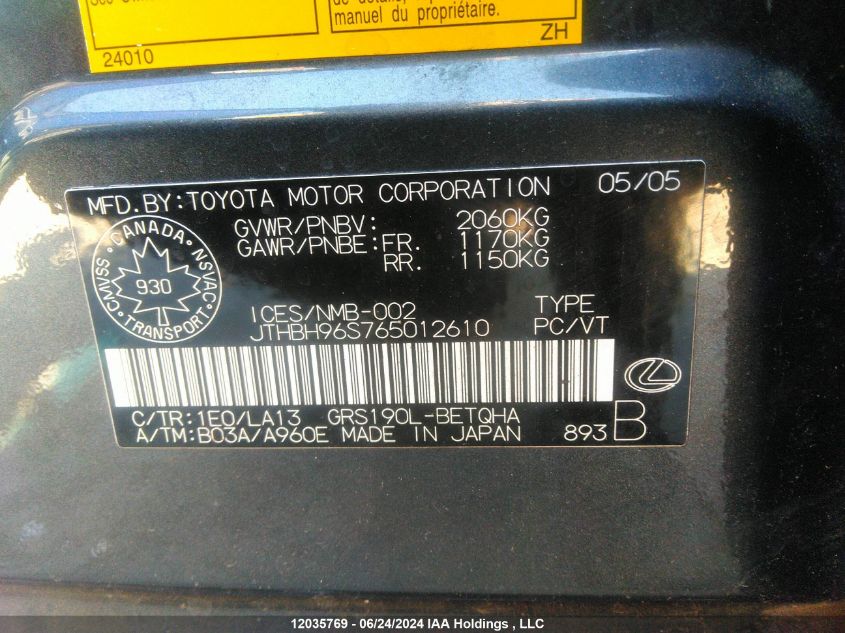 de détails,
manuel du propriétaire.
24010 ZH
MFD.BY:TOYOTA MOTOR CORPORATION 05/05
GVWR/PNBV: 2060KG
GAWR/PNBE:FR. 1170KG
RR. 1150KG
CANADA
CMVSS NSVAC
930
TRANSPORT
ICES/NMB-002 TYPE
JTHBH96S765012610 PC/VT
C/TR:1E0/LA13 GRS190L-BETQHA
A/TM:B03A/A960E MADE IN JAPAN 893 B
12035769 - 06/24/2024 IAA Holdings , LLC